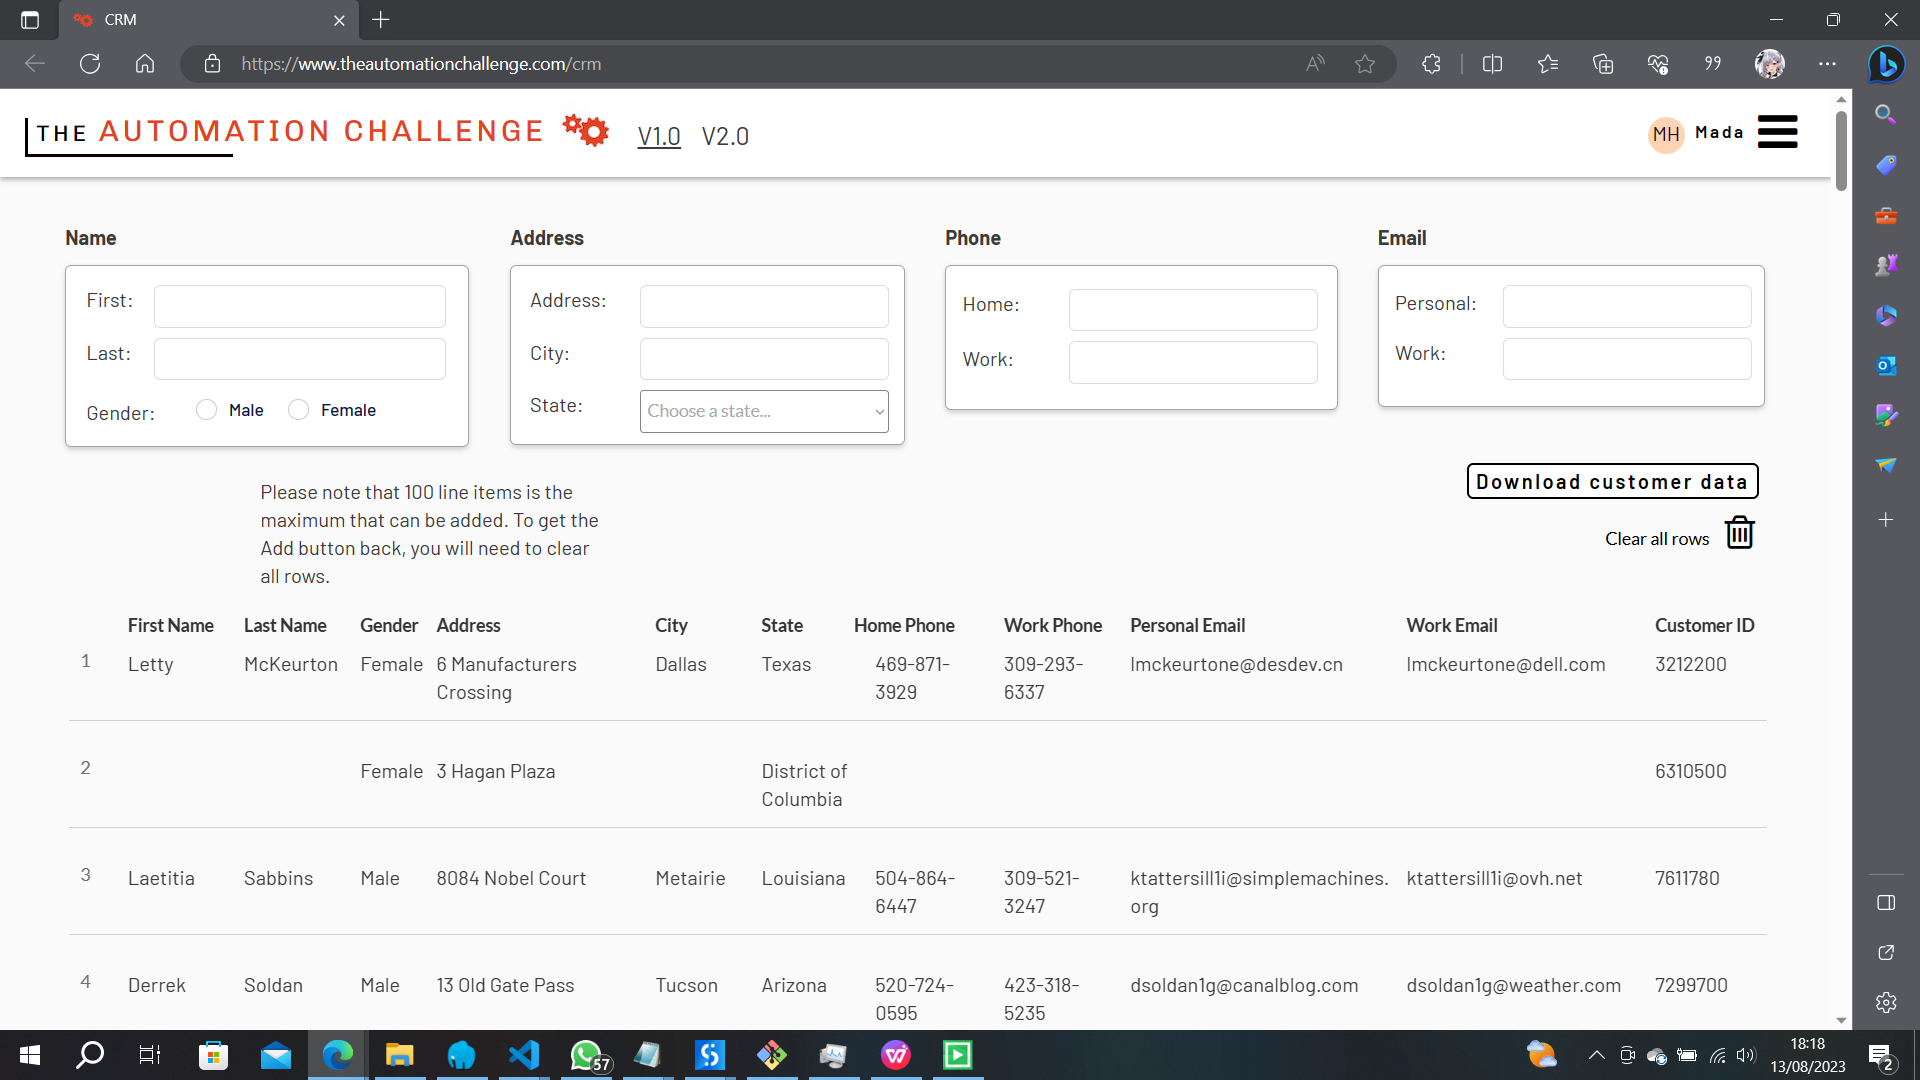 CRM
https://www.theautomationchallenge.com/crm
THE AUTOMATION CHALLENGE V1.0 V2.0 MH Mada
Name Address Phone Email
First: Address: Home: Personal:
Last: City: Work: Work:
Gender: Male Female State: Choose a state...
Please note that 100 line items is the
maximum that can be added. To get the
Add button back, you will need to clear
all rows.
Download customer data
Clear all rows
First Name Last Name Gender Address City State Home Phone Work Phone Personal Email Work Email Customer ID
1 Letty McKeurton Female 6 Manufacturers Dallas Texas 469-871- 309-293- lmckeurtone@desdev.cn lmckeurtone@dell.com 3212200
Crossing 3929 6337
2 Female 3 Hagan Plaza District of 6310500
Columbia
3 Laetitia Sabbins Male 8084 Nobel Court Metairie Louisiana 504-864- 309-521- ktattersill1i@simplemachines. ktattersill1i@ovh.net 7611780
6447 3247 org
4 Derrek Soldan Male 13 Old Gate Pass Tucson Arizona 520-724- 423-318- dsoldan1g@canalblog.com dsoldan1g@weather.com 7299700
0595 5235
57
18:18
13/08/2023
2